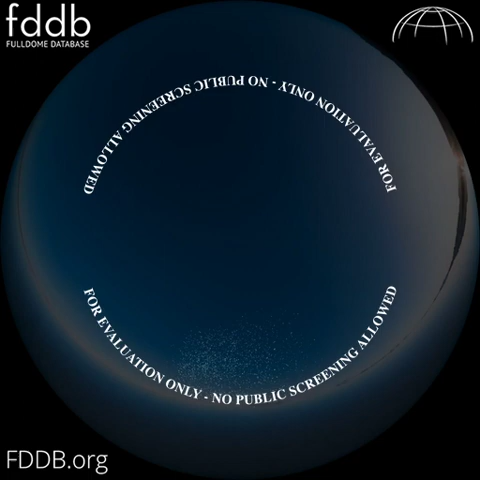 fddb
FULLDOME DATABASE
FOR EVALUATION ONLY - NO PUBLIC SCREENING ALLOWED
FOR EVALUATION ONLY - NO PUBLIC SCREENING ALLOWED
FDDB.org